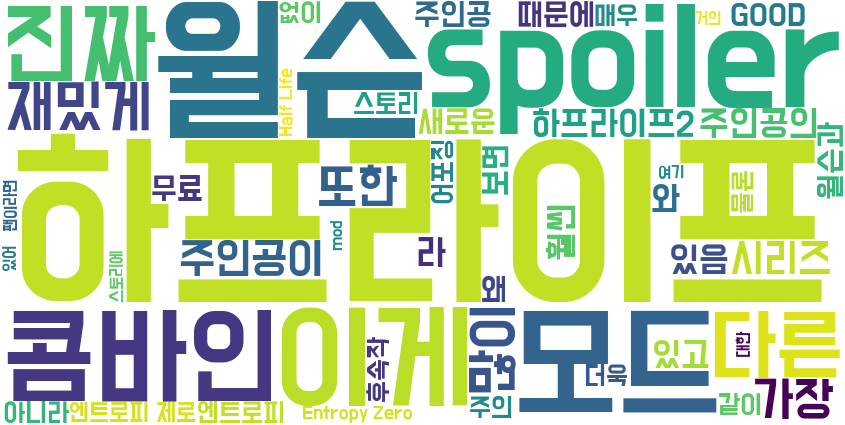 진짜 월슨 없이 주인공 때문에 매우 거의 GOOD
재밌게 Half Life 스토리 spoiler
새로운 하프라이프2 주인공의 월슨과
하프라이프
무료 또한 어포징 보면 여기 와 물론
주인공이 mod 라 훨씬 있음 시리즈
있어 팬이라면 스토리에 왜
콤바인 이게 많이 모드 다른
후속작 더욱 있고 대한
아니라 엔트로피 제로 엔트로피 Entropy Zero 주의 같이 가장